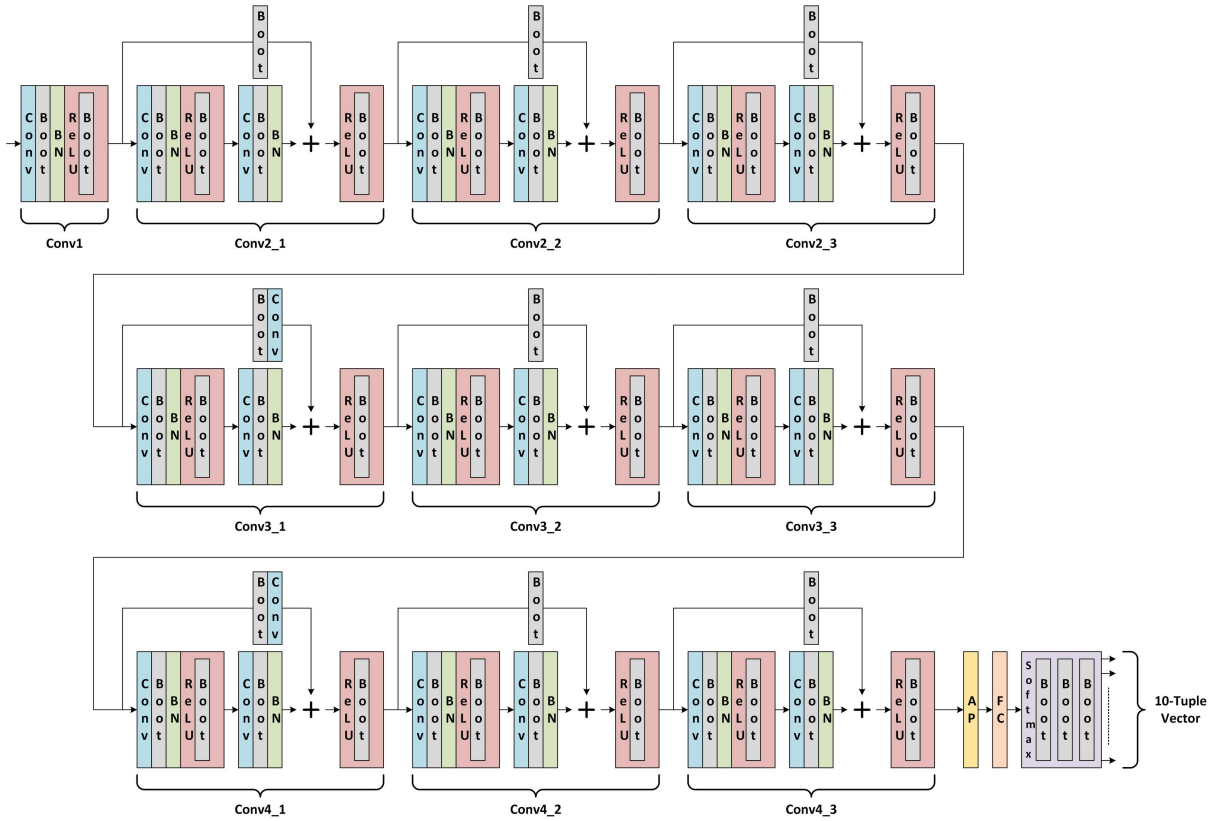 Boot
Boot
Boot
Conv Boot BN ReLU Boot
Conv Boot BN ReLU Boot
Conv Boot BN
+
ReLU Boot
Conv Boot BN ReLU Boot
Conv Boot BN
+
ReLU Boot
Conv Boot BN ReLU Boot
Conv Boot BN
+
ReLU Boot
Conv1
Conv2_1
Conv2_2
Conv2_3
Boot Conv
Boot
Boot
Conv Boot BN ReLU Boot
Conv Boot BN
+
ReLU Boot
Conv Boot BN ReLU Boot
Conv Boot BN
+
ReLU Boot
Conv Boot BN ReLU Boot
Conv Boot BN
+
ReLU Boot
Conv3_1
Conv3_2
Conv3_3
Boot Conv
Boot
Boot
Conv Boot BN ReLU Boot
Conv Boot BN
+
ReLU Boot
Conv Boot BN ReLU Boot
Conv Boot BN
+
ReLU Boot
Conv Boot BN ReLU Boot
Conv Boot BN
+
ReLU Boot
AP
FC
Softmax Boot Boot Boot
10-Tuple
Vector
Conv4_1
Conv4_2
Conv4_3